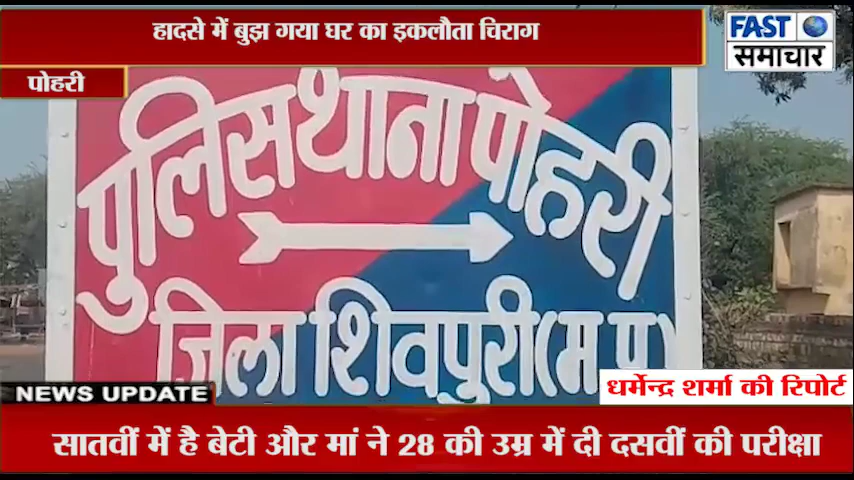 हादसे में बुझ गया घर का इकलौता चिराग
FAST
समाचार
पोहरी
पुलिस थाना पोहरी
जिला शिवपुरी (म.प्र.)
NEWS UPDATE
धर्मेन्द्र शर्मा की रिपोर्ट
सातवीं में है बेटी और मां ने 28 की उम्र में दी दसवीं की परीक्षा